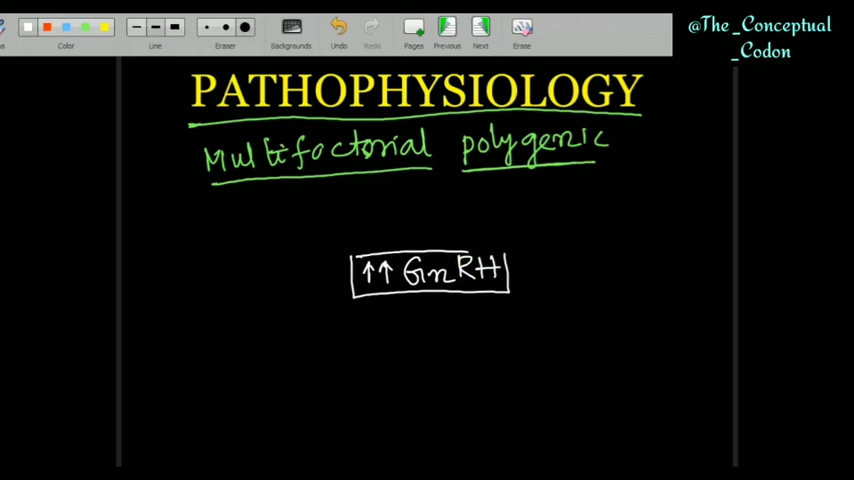 @The_Conceptual
_Codon
Color
Line
Eraser
Backgrounds
Undo
Redo
Pages
Previous
Next
Erase
PATHOPHYSIOLOGY
Multifactorial polygenic
↑↑ GnRH